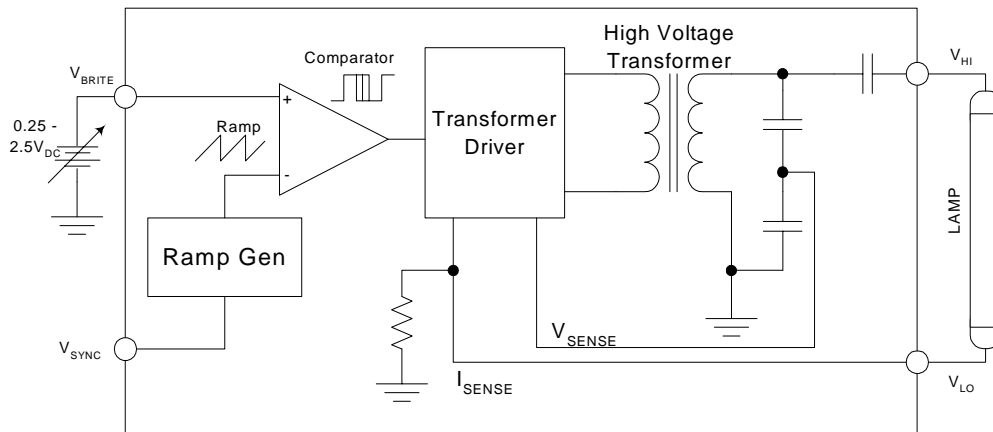 High Voltage
Transformer
V_BRITE
Comparator
V_HI
+
Transformer
Driver
0.25 -
2.5V_DC
Ramp
-
LAMP
Ramp Gen
V_SENSE
V_SYNC
I_SENSE
V_LO